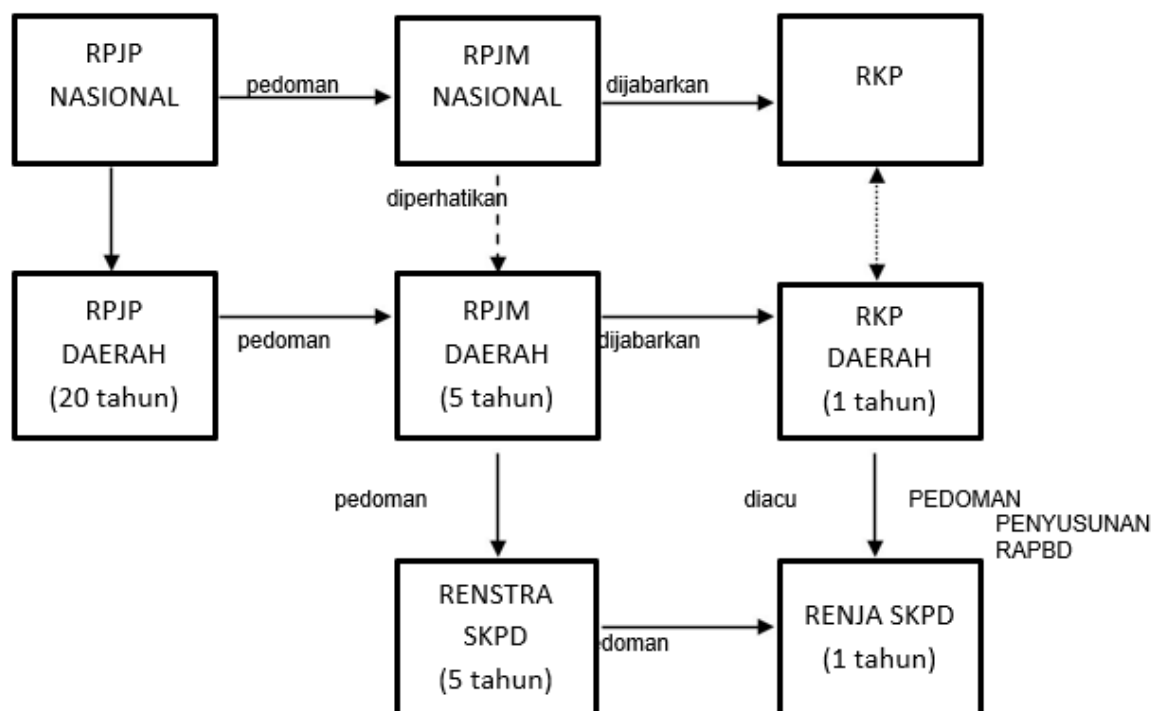 RPJP
NASIONAL
pedoman
RPJM
NASIONAL
dijabarkan
RKP
diperhatikan
RPJP
DAERAH
(20 tahun)
pedoman
RPJM
DAERAH
(5 tahun)
dijabarkan
RKP
DAERAH
(1 tahun)
pedoman
diacu
PEDOMAN
PENYUSUNAN
RAPBD
RENSTRA
SKPD
(5 tahun)
edoman
RENJA SKPD
(1 tahun)